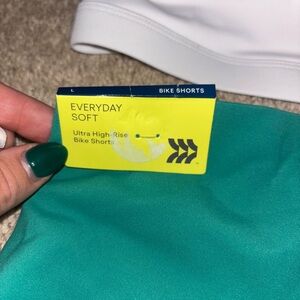 L BIKE SHORTS
EVERYDAY
SOFT
Ultra High-Rise
Bike Shorts